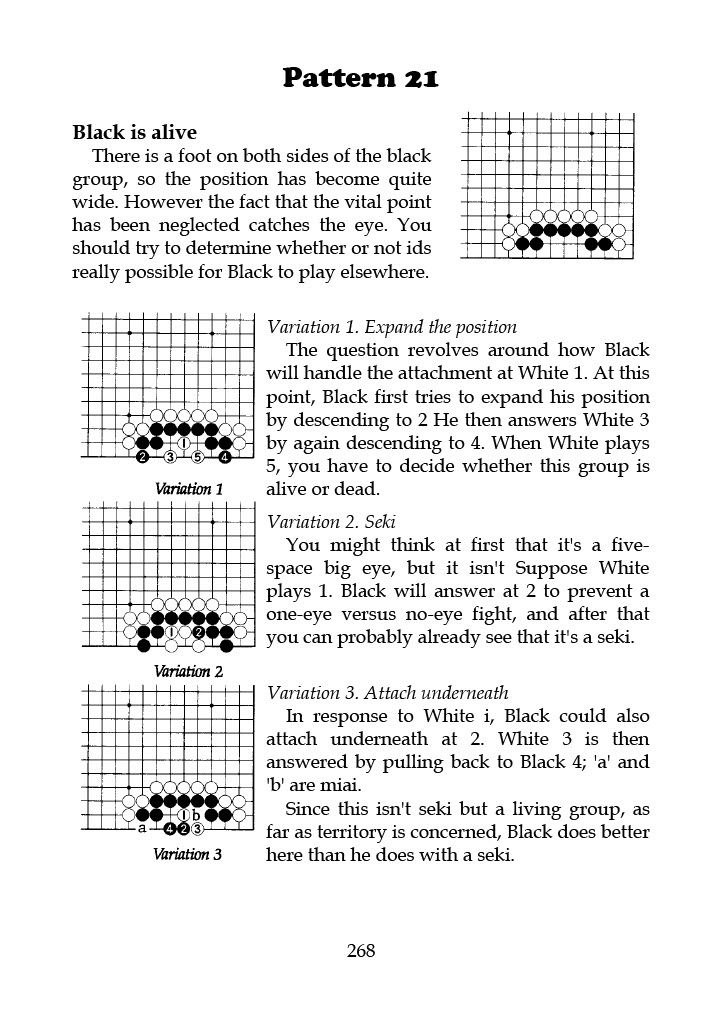 Pattern 21
Black is alive
There is a foot on both sides of the black
group, so the position has become quite
wide. However the fact that the vital point
has been neglected catches the eye. You
should try to determine whether or not ids
really possible for Black to play elsewhere.
1
2 3 5 4
Variation 1
Variation 1. Expand the position
The question revolves around how Black
will handle the attachment at White 1. At this
point, Black first tries to expand his position
by descending to 2 He then answers White 3
by again descending to 4. When White plays
5, you have to decide whether this group is
alive or dead.
1 2
Variation 2
Variation 2. Seki
You might think at first that it's a five-
space big eye, but it isn't Suppose White
plays 1. Black will answer at 2 to prevent a
one-eye versus no-eye fight, and after that
you can probably already see that it's a seki.
1 b
a 4 2 3
Variation 3
Variation 3. Attach underneath
In response to White i, Black could also
attach underneath at 2. White 3 is then
answered by pulling back to Black 4; 'a' and
'b' are miai.
Since this isn't seki but a living group, as
far as territory is concerned, Black does better
here than he does with a seki.
268